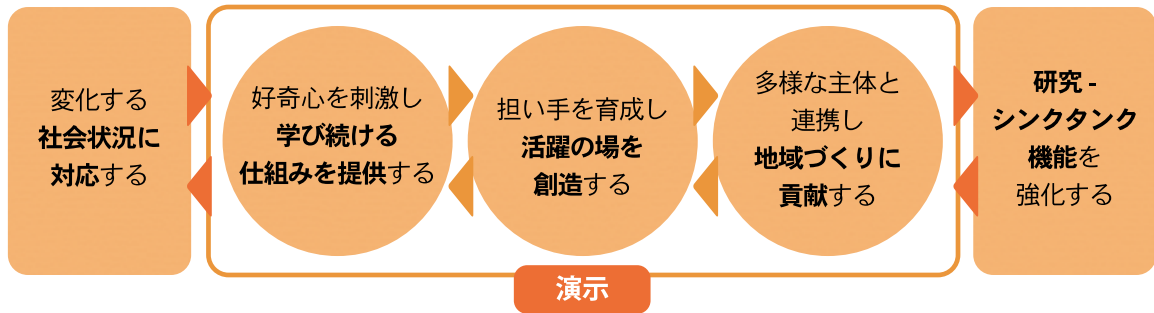 変化する
社会状況に
対応する
好奇心を刺激し
学び続ける
仕組みを提供する
担い手を育成し
活躍の場を
創造する
多様な主体と
連携し
地域づくりに
貢献する
研究 -
シンクタンク
機能を
強化する
演示